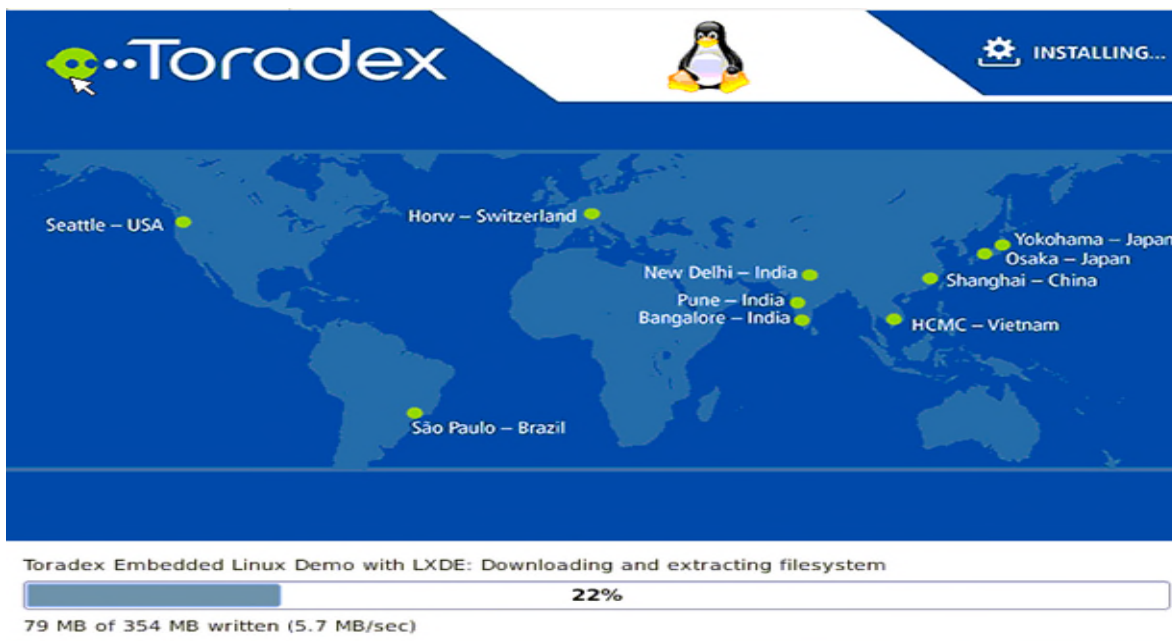 Toradex
INSTALLING...
Seattle – USA
Horw – Switzerland
Yokohama – Japan
Osaka – Japan
New Delhi – India
Shanghai – China
Pune – India
Bangalore – India
HCMC – Vietnam
São Paulo – Brazil
Toradex Embedded Linux Demo with LXDE: Downloading and extracting filesystem
22%
79 MB of 354 MB written (5.7 MB/sec)